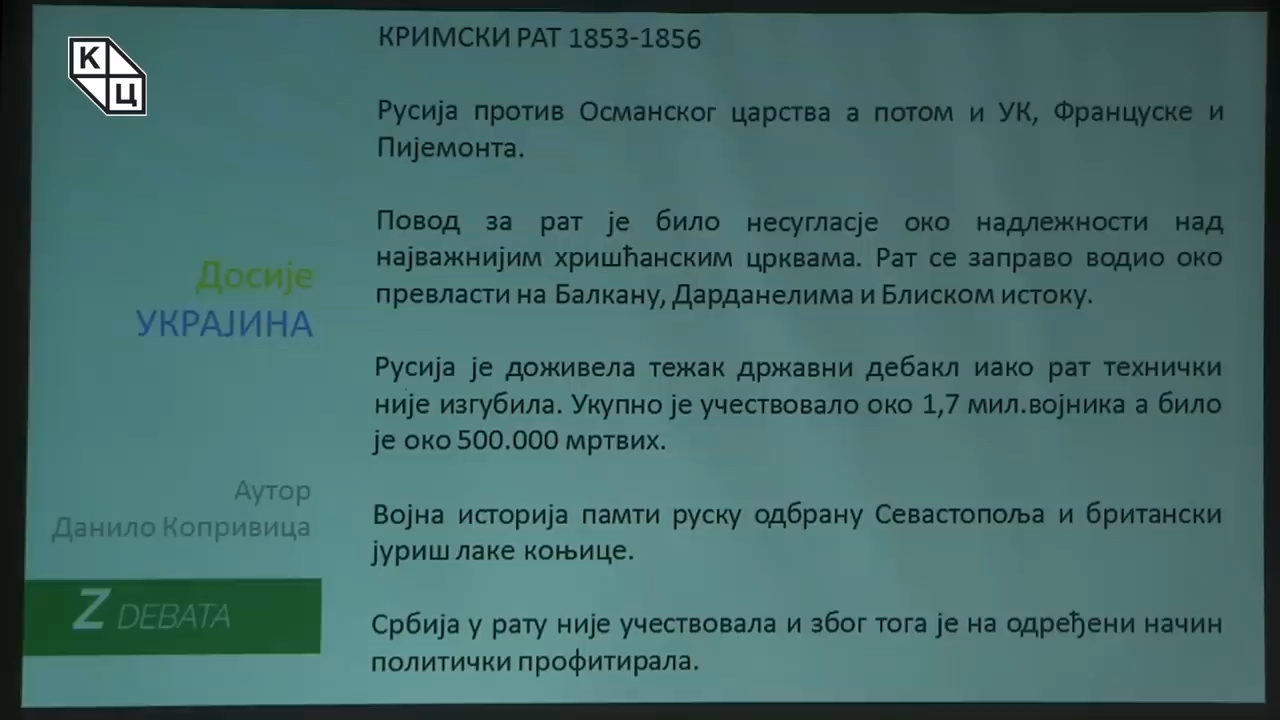 К
Ц
КРИМСКИ РАТ 1853-1856
Русија против Османског царства а потом и УК, Француске и
Пијемонта.
Повод за рат је било несугласје око надлежности над
најважнијим хришћанским црквама. Рат се заправо водио око
превласти на Балкану, Дарданелима и Блиском истоку.
Русија је доживела тежак државни дебакл иако рат технички
није изгубила. Укупно је учествовало око 1,7 мил.војника а било
је око 500.000 мртвих.
Војна историја памти руску одбрану Севастопоља и британски
јуриш лаке коњице.
Србија у рату није учествовала и због тога је на одређени начин
политички профитирала.
Досије
УКРАЈИНА
Аутор
Данило Копривица
Z DEBATA